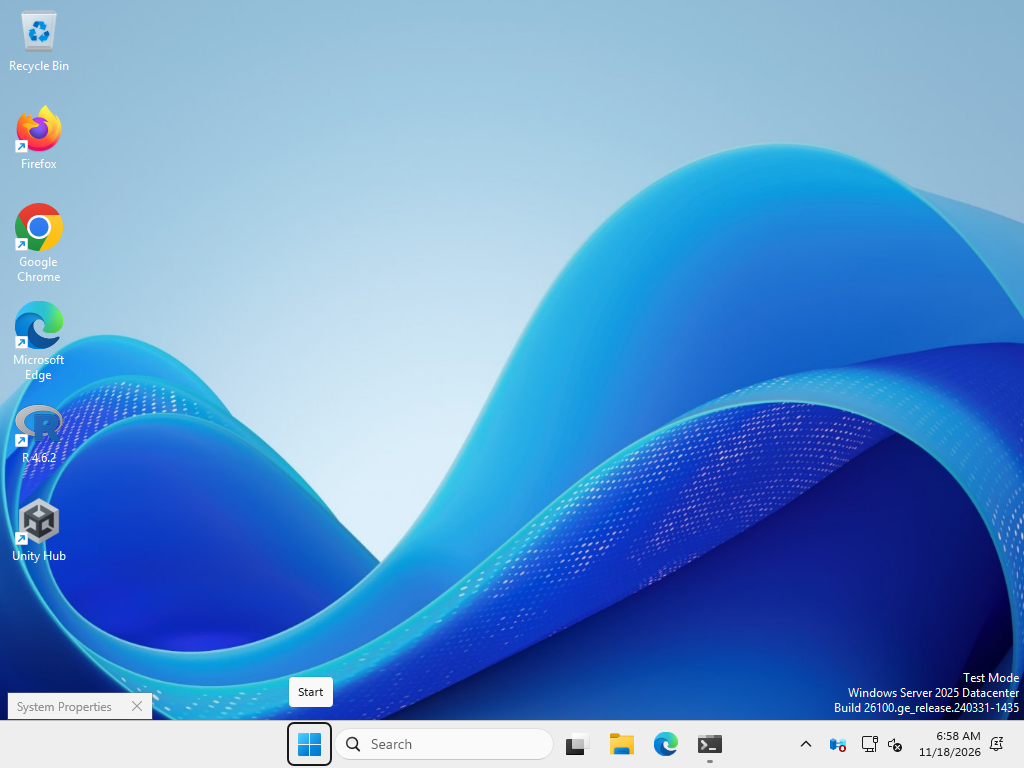 Recycle Bin
Firefox
Google
Chrome
Microsoft
Edge
R 4.6.2
Unity Hub
Test Mode
Windows Server 2025 Datacenter
Build 26100.ge_release.240331-1435
System Properties
Start
Search
6:58 AM
11/18/2026